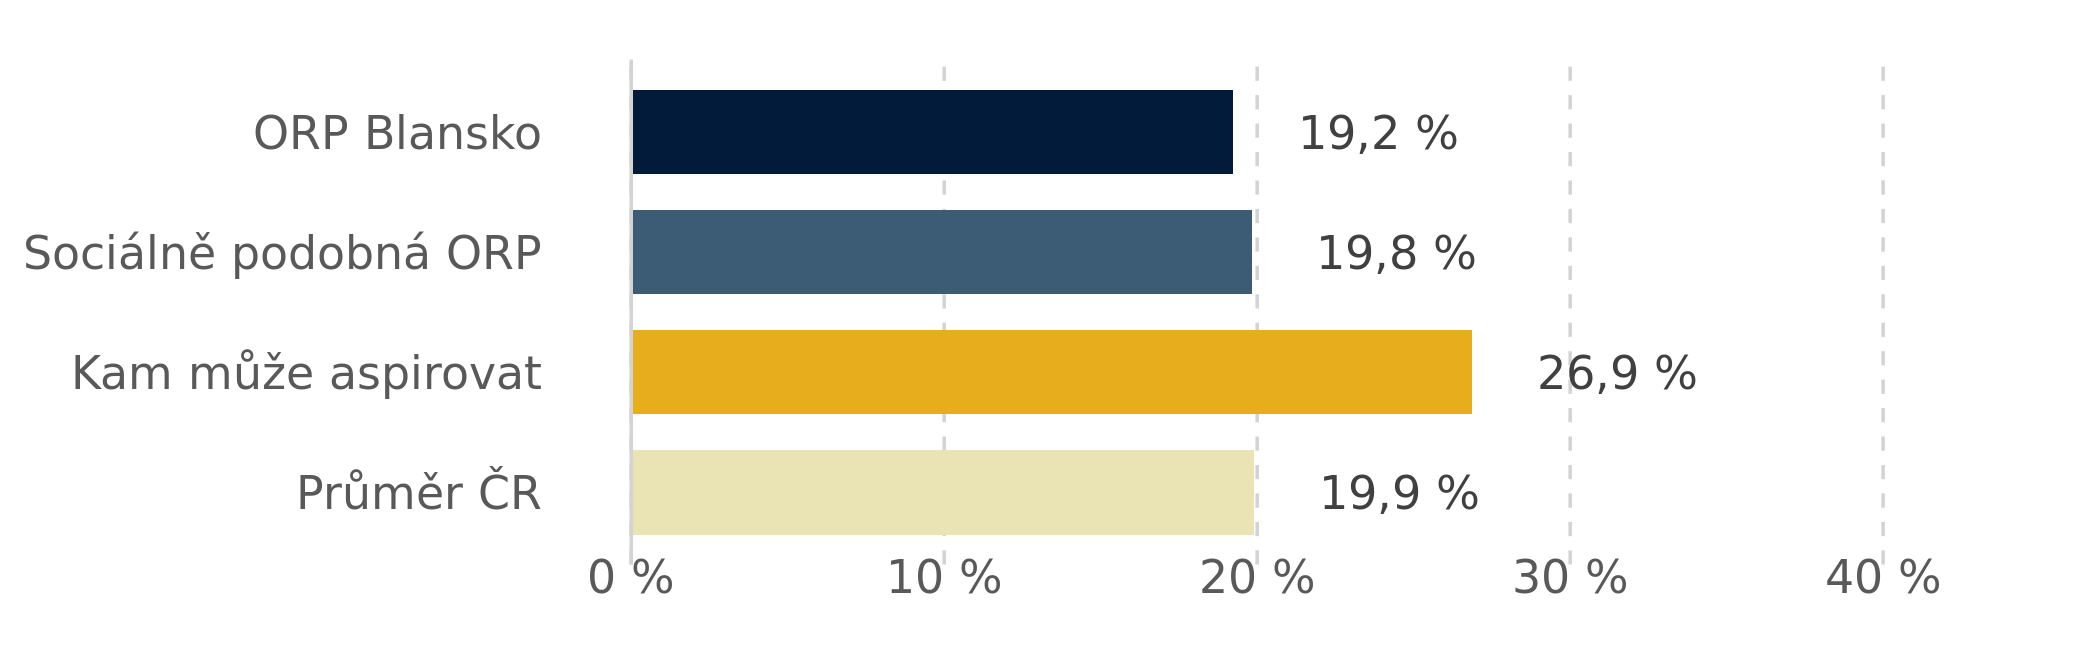 ORP Blansko 19,2 %
Sociálně podobná ORP 19,8 %
Kam může aspirovat 26,9 %
Průměr ČR 19,9 %
0 % 10 % 20 % 30 % 40 %